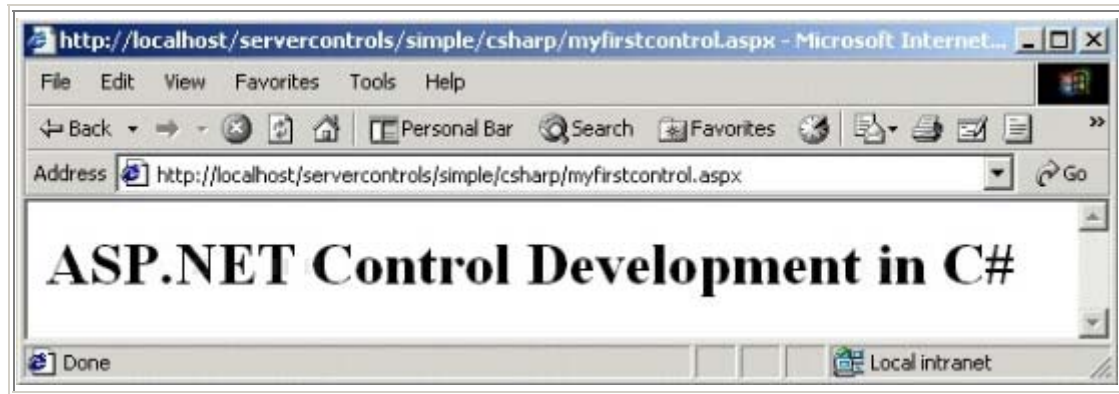 http://localhost/servercontrols/simple/csharp/myfirstcontrol.aspx - Microsoft Internet...
File Edit View Favorites Tools Help
Back Personal Bar Search Favorites »
Address http://localhost/servercontrols/simple/csharp/myfirstcontrol.aspx Go
ASP.NET Control Development in C#
Done Local intranet